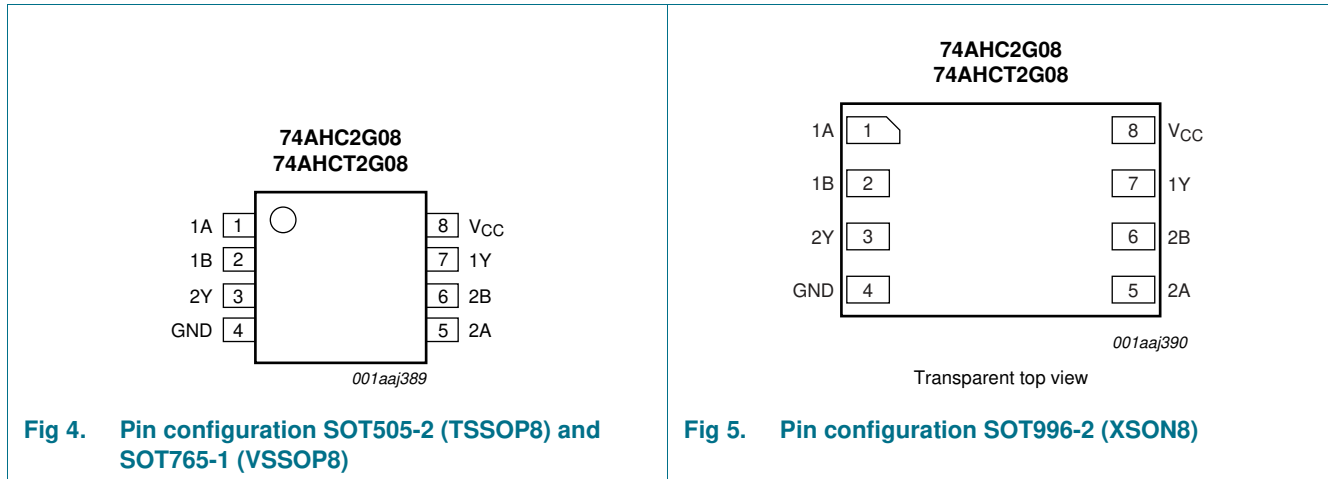 74AHC2G08
74AHCT2G08
1A 1 8 VCC
1B 2 7 1Y
2Y 3 6 2B
GND 4 5 2A
001aaj389
Fig 4. Pin configuration SOT505-2 (TSSOP8) and
SOT765-1 (VSSOP8)
74AHC2G08
74AHCT2G08
1A 1 8 VCC
1B 2 7 1Y
2Y 3 6 2B
GND 4 5 2A
001aaj390
Transparent top view
Fig 5. Pin configuration SOT996-2 (XSON8)